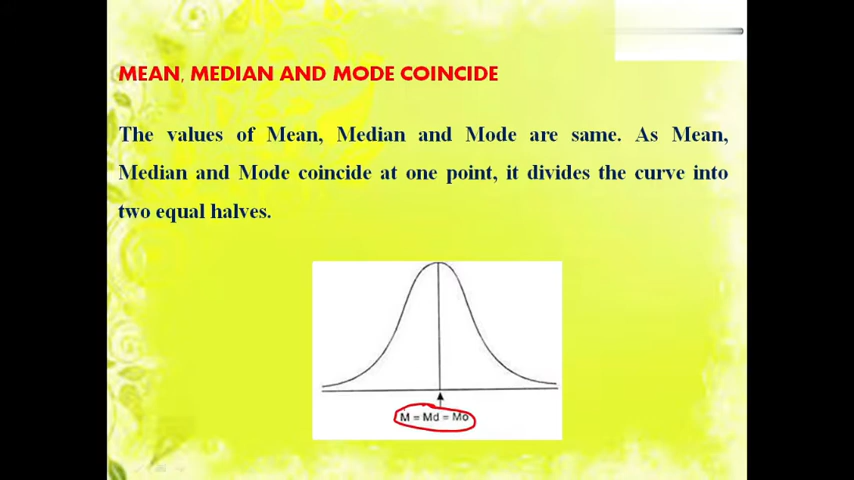 MEAN, MEDIAN AND MODE COINCIDE
The values of Mean, Median and Mode are same. As Mean,
Median and Mode coincide at one point, it divides the curve into
two equal halves.
M = Md = Mo